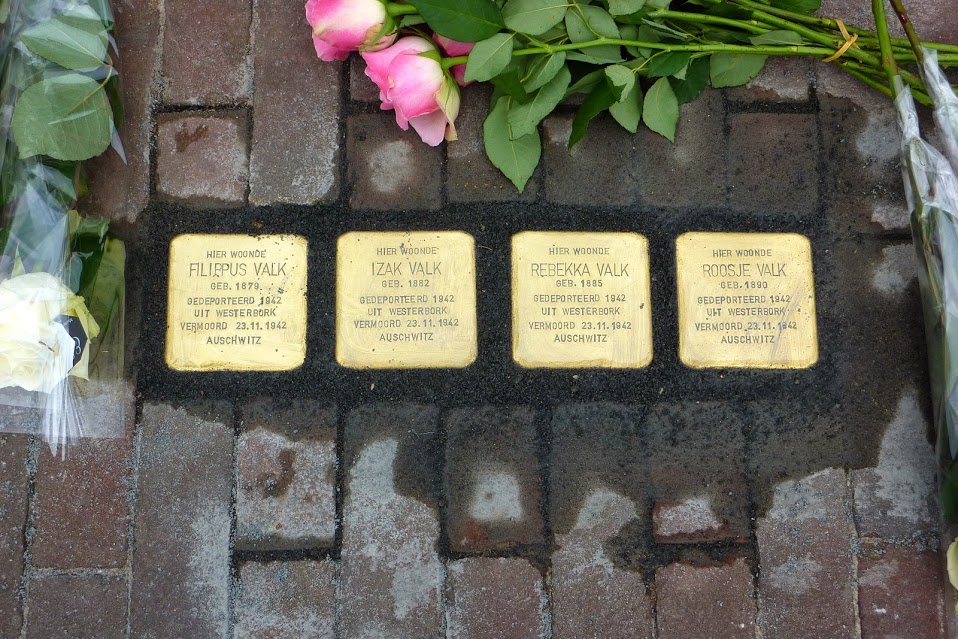 HIER WOONDE
FILIPPUS VALK
GEB. 1879
GEDEPORTEERD 1942
UIT WESTERBORK
VERMOORD 23.11.1942
AUSCHWITZ
HIER WOONDE
IZAK VALK
GEB. 1882
GEDEPORTEERD 1942
UIT WESTERBORK
VERMOORD 23.11.1942
AUSCHWITZ
HIER WOONDE
REBEKKA VALK
GEB. 1885
GEDEPORTEERD 1942
UIT WESTERBORK
VERMOORD 23.11.1942
AUSCHWITZ
HIER WOONDE
ROOSJE VALK
GEB. 1890
GEDEPORTEERD 1942
UIT WESTERBORK
VERMOORD 23.11.1942
AUSCHWITZ